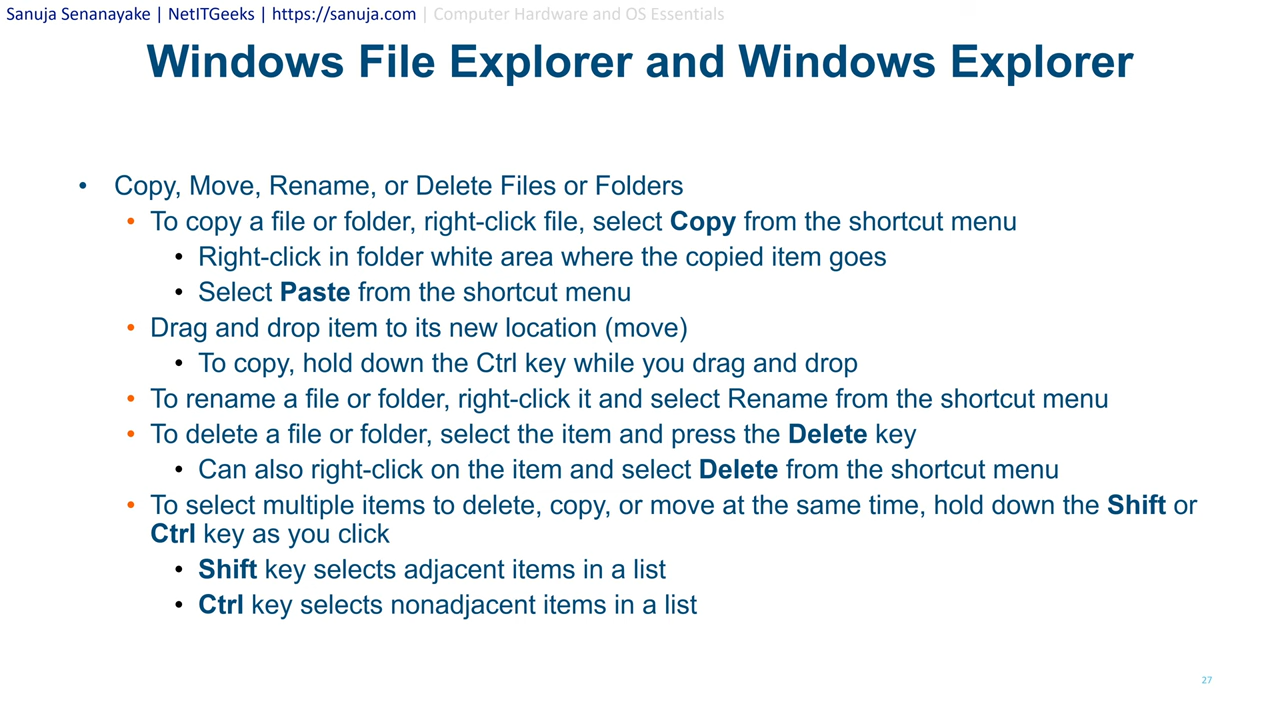 Sanuja Senanayake | NetITGeeks | https://sanuja.com | Computer Hardware and OS Essentials
Windows File Explorer and Windows Explorer
• Copy, Move, Rename, or Delete Files or Folders
• To copy a file or folder, right-click file, select Copy from the shortcut menu
• Right-click in folder white area where the copied item goes
• Select Paste from the shortcut menu
• Drag and drop item to its new location (move)
• To copy, hold down the Ctrl key while you drag and drop
• To rename a file or folder, right-click it and select Rename from the shortcut menu
• To delete a file or folder, select the item and press the Delete key
• Can also right-click on the item and select Delete from the shortcut menu
• To select multiple items to delete, copy, or move at the same time, hold down the Shift or
Ctrl key as you click
• Shift key selects adjacent items in a list
• Ctrl key selects nonadjacent items in a list
27